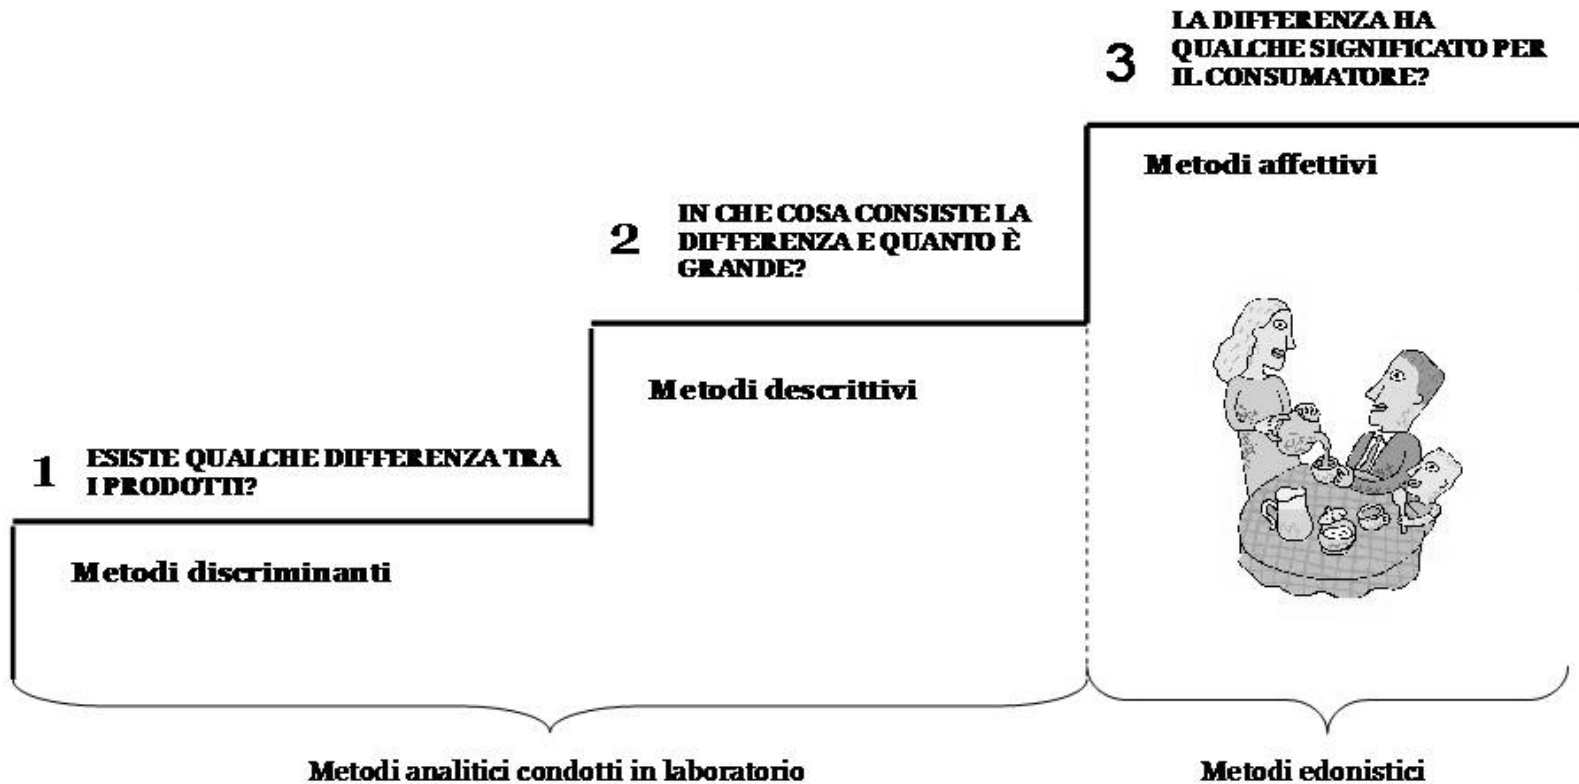 3
LA DIFFERENZA HA
QUALCHE SIGNIFICATO PER
IL CONSUMATORE?
Metodi affettivi
2
IN CHE COSA CONSISTE LA
DIFFERENZA E QUANTO È
GRANDE?
Metodi descrittivi
1
ESISTE QUALCHE DIFFERENZA TRA
I PRODOTTI?
Metodi discriminanti
Metodi analitici condotti in laboratorio
Metodi edonistici